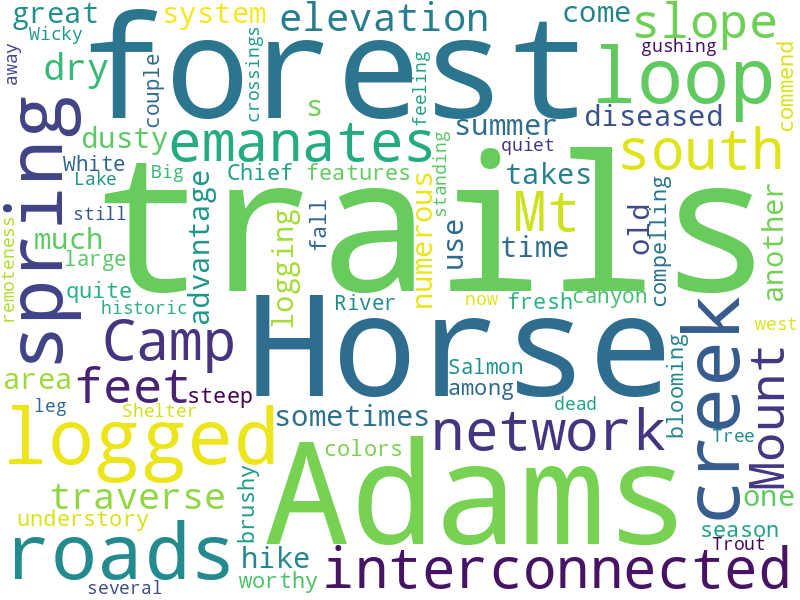 great
system
elevation
come
slope
Wicky
forest
gushing
away
dry
couple
crossings
feeling
loop
commend
s
diseased
dusty
emanates
summer
quiet
south
White
Lake
Big
Chief
features
standing
takes
spring
still
trails
Mt
much
large
advantage
logging
fall
numerous
use
time
old
compelling
another
remoteness
quite
historic
River
now
fresh
canyon
Camp
Horse
creek
west
area
feet
steep
Salmon
among
blooming
Mount
leg
Shelter
sometimes
dead
logged
colors
network
Tree
understory
traverse
brushy
Adams
one
season
Trout
roads
hike
worthy
interconnected
several